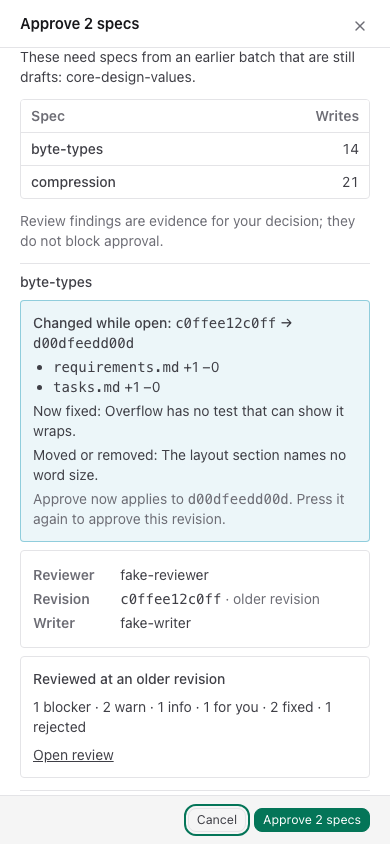 Approve 2 specs
These need specs from an earlier batch that are still
drafts: core-design-values.
Spec Writes
byte-types 14
compression 21
Review findings are evidence for your decision; they
do not block approval.
byte-types
Changed while open: c0ffee12c0ff →
d00dfeedd00d
• requirements.md +1 −0
• tasks.md +1 −0
Now fixed: Overflow has no test that can show it
wraps.
Moved or removed: The layout section names no
word size.
Approve now applies to d00dfeedd00d. Press it
again to approve this revision.
Reviewer fake-reviewer
Revision c0ffee12c0ff · older revision
Writer fake-writer
Reviewed at an older revision
1 blocker · 2 warn · 1 info · 1 for you · 2 fixed · 1
rejected
Open review
Cancel Approve 2 specs